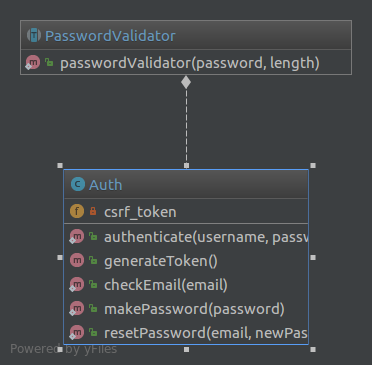 PasswordValidator
passwordValidator(password, length)
Auth
csrf_token
authenticate(username, passw
generateToken()
checkEmail(email)
makePassword(password)
resetPassword(email, newPas
Powered by yFiles